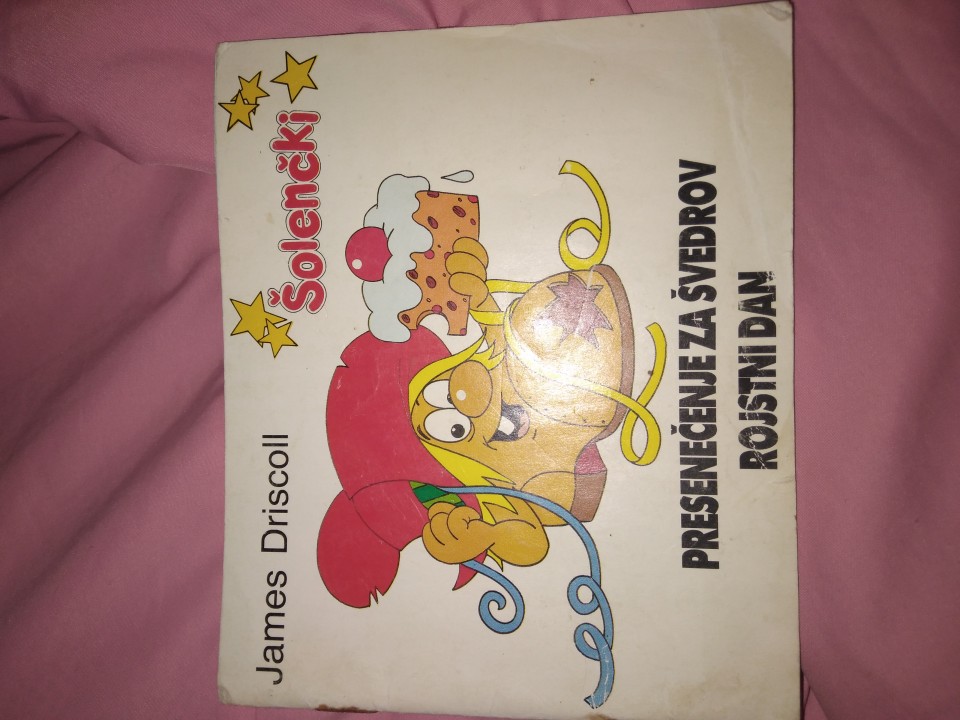 James Driscoll
Šolenčki
PRESENEČENJE ZA ŠVEDROV
ROJSTNI DAN